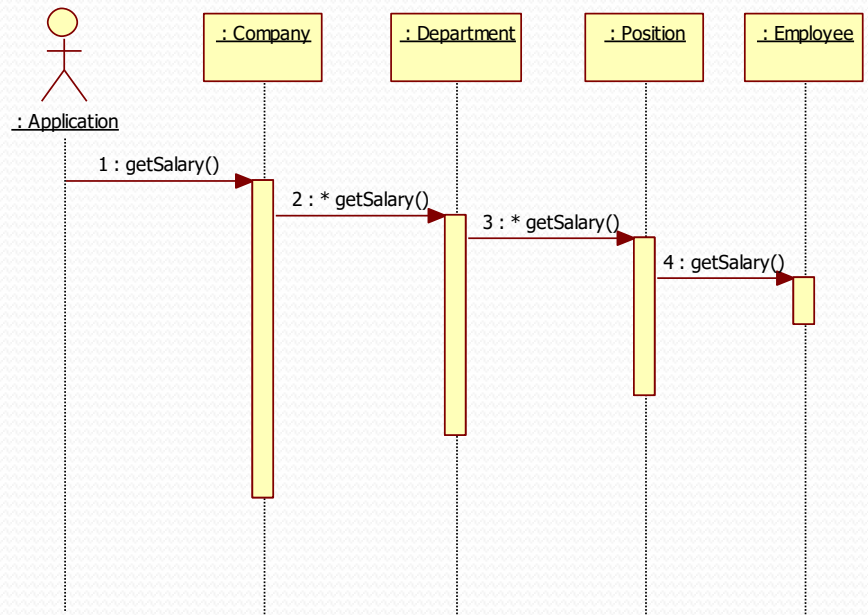 : Company
: Department
: Position
: Employee
: Application
1 : getSalary()
2 : * getSalary()
3 : * getSalary()
4 : getSalary()